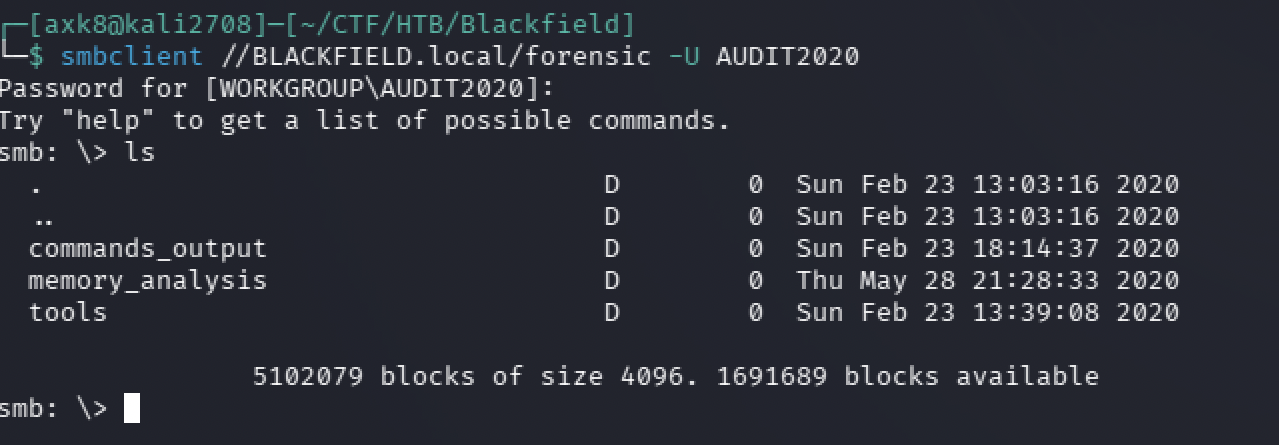 ┌─[axk8@kali2708]─[~/CTF/HTB/Blackfield]
└─$ smbclient //BLACKFIELD.local/forensic -U AUDIT2020
Password for [WORKGROUP\AUDIT2020]:
Try "help" to get a list of possible commands.
smb: \> ls
  .                                   D        0  Sun Feb 23 13:03:16 2020
  ..                                  D        0  Sun Feb 23 13:03:16 2020
  commands_output                     D        0  Sun Feb 23 18:14:37 2020
  memory_analysis                     D        0  Thu May 28 21:28:33 2020
  tools                               D        0  Sun Feb 23 13:39:08 2020
                5102079 blocks of size 4096. 1691689 blocks available
smb: \>